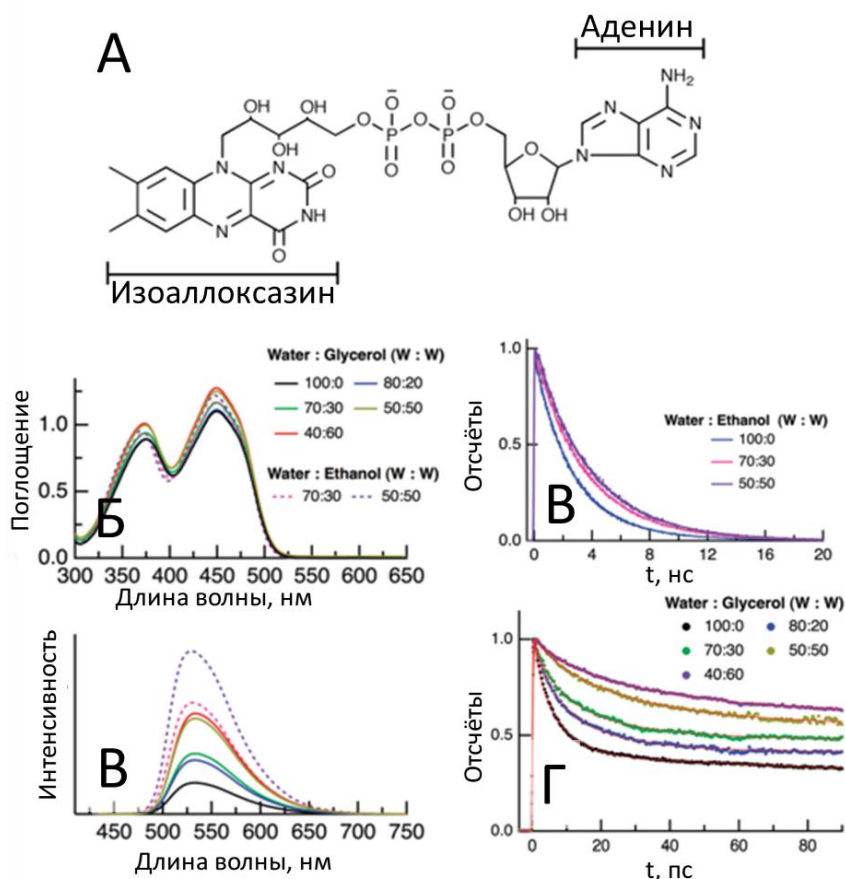 А
Аденин
NH₂
OH OH
O⁻ O⁻
O P O P O
O O
OH
N N
N N
O
N N O
NH
N
O
OH OH
Изоаллоксазин
Water : Glycerol (W : W)
100:0 80:20
70:30 50:50
40:60
Water : Ethanol (W : W)
70:30 50:50
Поглощение
1.0
0.5
0.0
Б
300 350 400 450 500 550 600 650
Длина волны, нм
Water : Ethanol (W : W)
100:0
70:30
50:50
Отсчёты
1.0
0.5
0.0
В
0 4 8 12 16 20
t, нс
Интенсивность
В
450 500 550 600 650 700 750
Длина волны, нм
Water : Glycerol (W : W)
100:0 80:20
70:30 50:50
40:60
Отсчёты
1.0
0.5
0.0
Г
0 20 40 60 80
t, пс